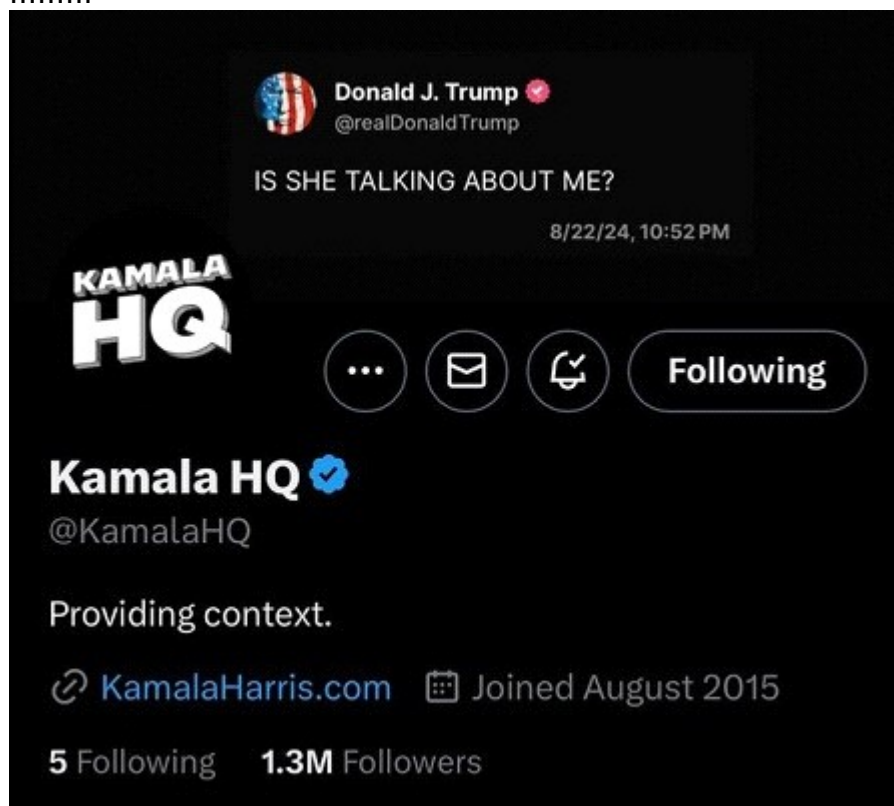 Donald J. Trump
@realDonaldTrump
IS SHE TALKING ABOUT ME?
8/22/24, 10:52 PM
KAMALA
HQ
Following
Kamala HQ
@KamalaHQ
Providing context.
KamalaHarris.com Joined August 2015
5 Following 1.3M Followers